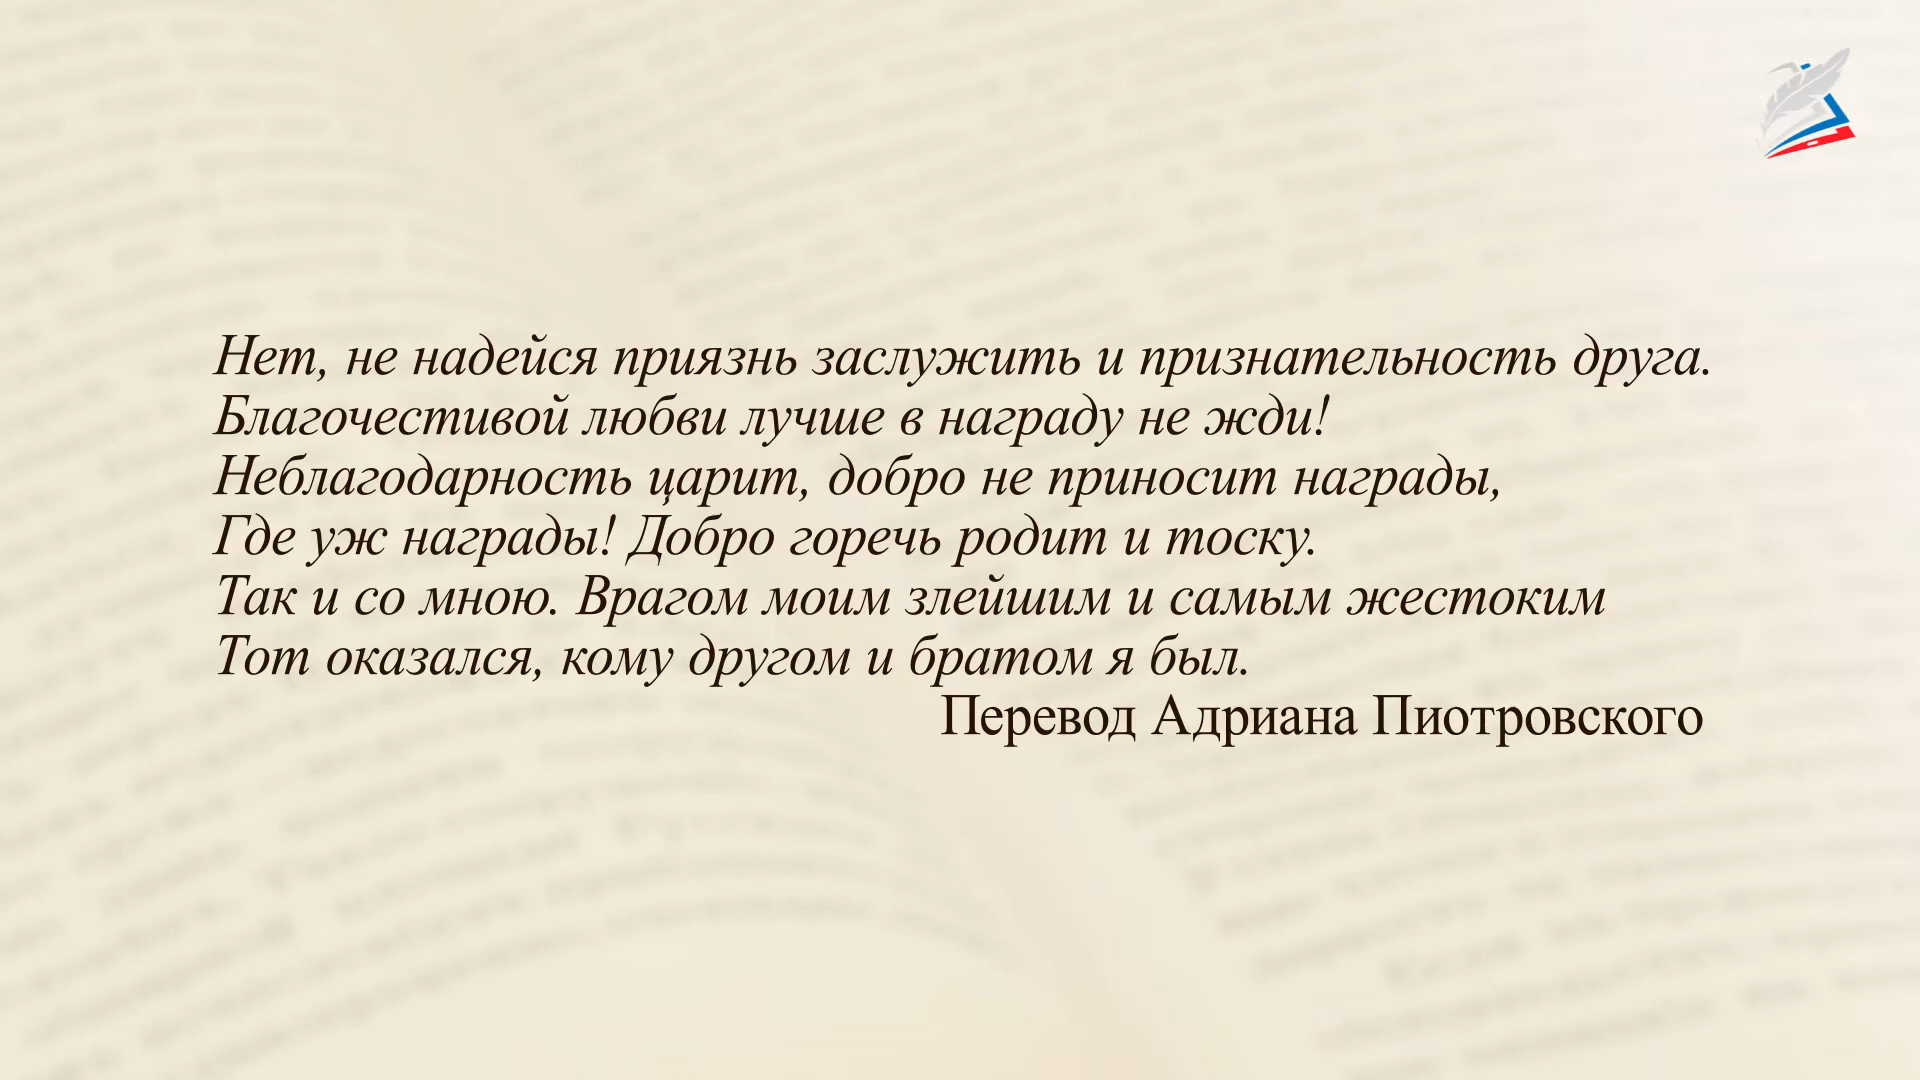 Нет, не надейся приязнь заслужить и признательность друга.
Благочестивой любви лучше в награду не жди!
Неблагодарность царит, добро не приносит награды,
Где уж награды! Добро горечь родит и тоску.
Так и со мною. Врагом моим злейшим и самым жестоким
Тот оказался, кому другом и братом я был.
Перевод Адриана Пиотровского